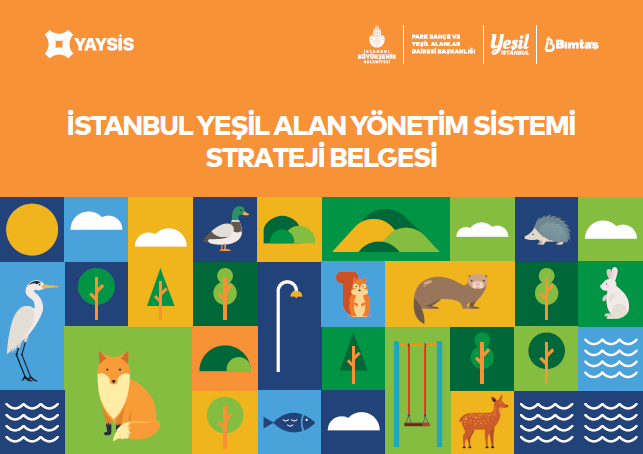 YAYSİS
İSTANBUL
BÜYÜKŞEHİR
BELEDİYESİ
PARK BAHÇE VE
YEŞİL ALANLAR
DAİRESİ BAŞKANLIĞI
Yeşil
İSTANBUL
Bimtaş
İSTANBUL YEŞİL ALAN YÖNETİM SİSTEMİ
STRATEJİ BELGESİ